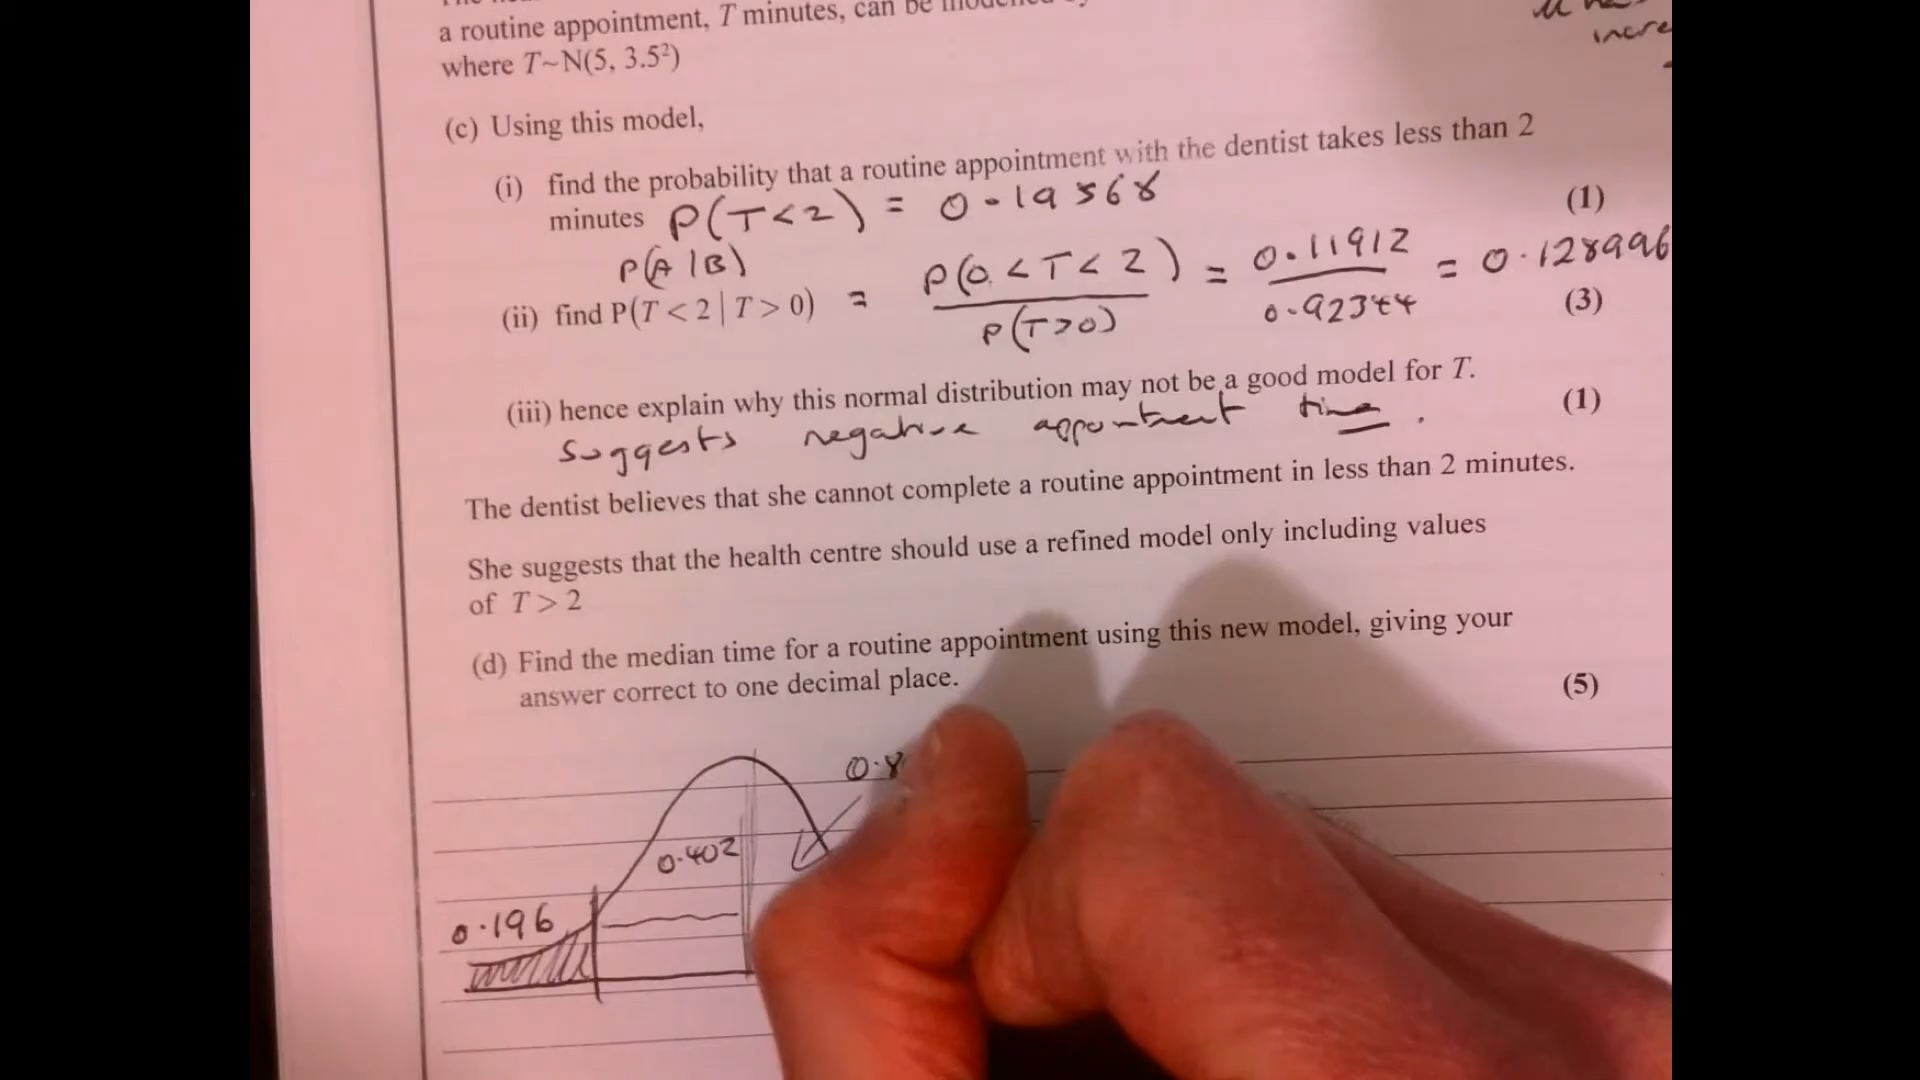 a routine appointment, T minutes, can be
where T~N(5, 3.5²)
incre
(c) Using this model,
(i) find the probability that a routine appointment with the dentist takes less than 2
minutes P(T<2) = 0.19568
(1)
P(A|B)
(ii) find P(T < 2 | T > 0) = P(0<T<2) / P(T>0) = 0.11912 / 0.92344 = 0.128996
(3)
(iii) hence explain why this normal distribution may not be a good model for T.
(1)
suggests negative appointment time.
The dentist believes that she cannot complete a routine appointment in less than 2 minutes.
She suggests that the health centre should use a refined model only including values
of T > 2
(d) Find the median time for a routine appointment using this new model, giving your
answer correct to one decimal place.
(5)
0.8
0.402
0.196